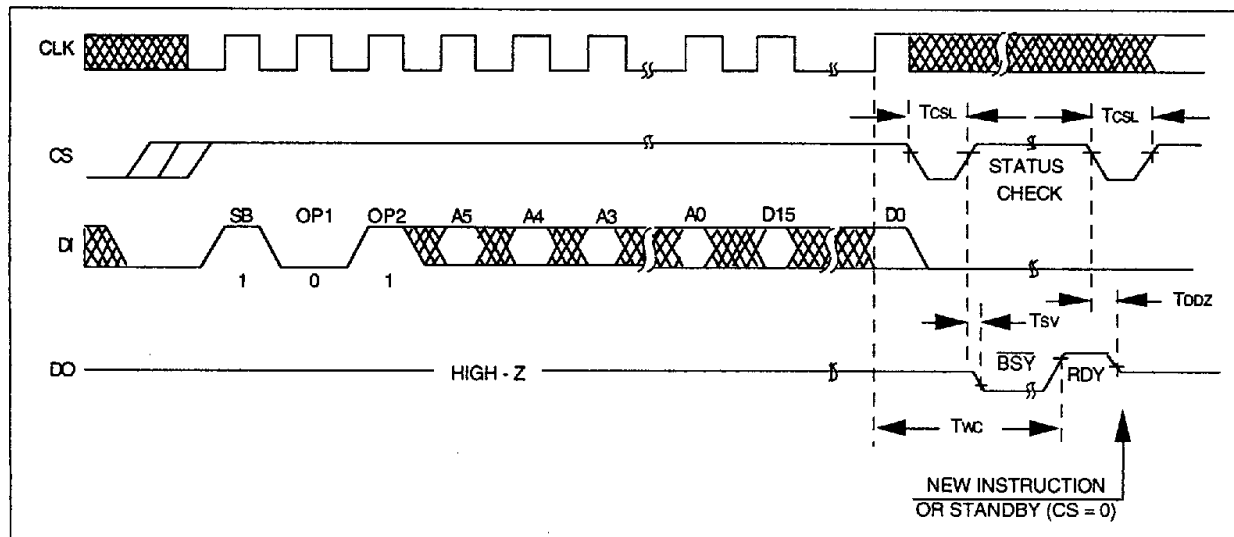 CLK
TCSL TCSL
CS
STATUS
CHECK
SB OP1 OP2 A5 A4 A3 A0 D15 D0
DI
1 0 1
TDDZ
TSV
DO HIGH - Z BSY RDY
TWC
NEW INSTRUCTION
OR STANDBY (CS = 0)